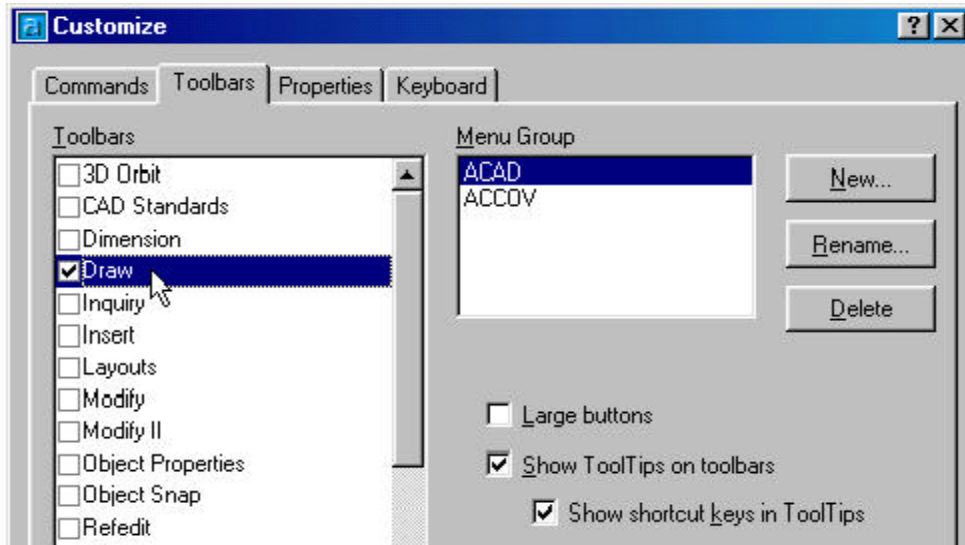 Customize
Commands Toolbars Properties Keyboard
Toolbars
3D Orbit
CAD Standards
Dimension
Draw
Inquiry
Insert
Layouts
Modify
Modify II
Object Properties
Object Snap
Refedit
Menu Group
ACAD
ACCOV
New...
Rename...
Delete
Large buttons
Show ToolTips on toolbars
Show shortcut keys in ToolTips